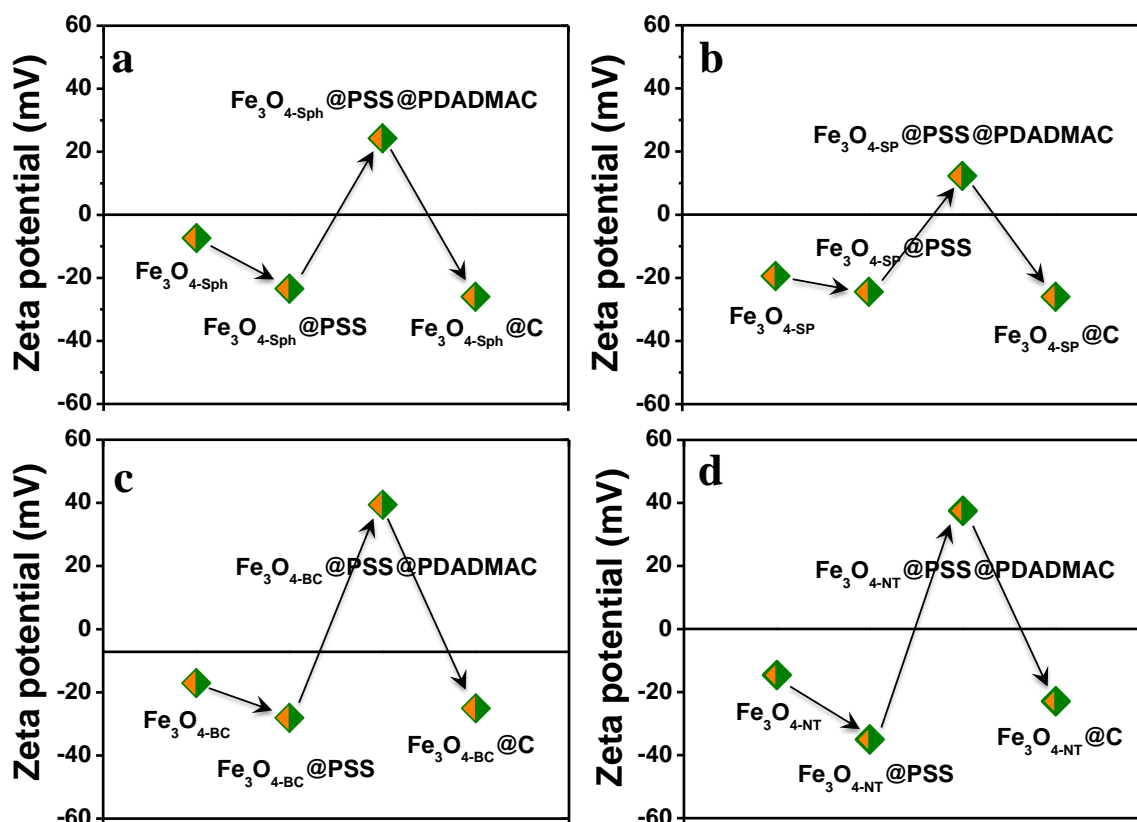 a
Zeta potential (mV)
60
40
20
0
-20
-40
-60
Fe3O4-Sph@PSS@PDADMAC
Fe3O4-Sph
Fe3O4-Sph@PSS
Fe3O4-Sph@C
b
Zeta potential (mV)
60
40
20
0
-20
-40
-60
Fe3O4-SP@PSS@PDADMAC
Fe3O4-SP@PSS
Fe3O4-SP
Fe3O4-SP@C
c
Zeta potential (mV)
60
40
20
0
-20
-40
-60
Fe3O4-BC@PSS@PDADMAC
Fe3O4-BC
Fe3O4-BC@C
Fe3O4-BC@PSS
d
Zeta potential (mV)
60
40
20
0
-20
-40
-60
Fe3O4-NT@PSS@PDADMAC
Fe3O4-NT
Fe3O4-NT@C
Fe3O4-NT@PSS